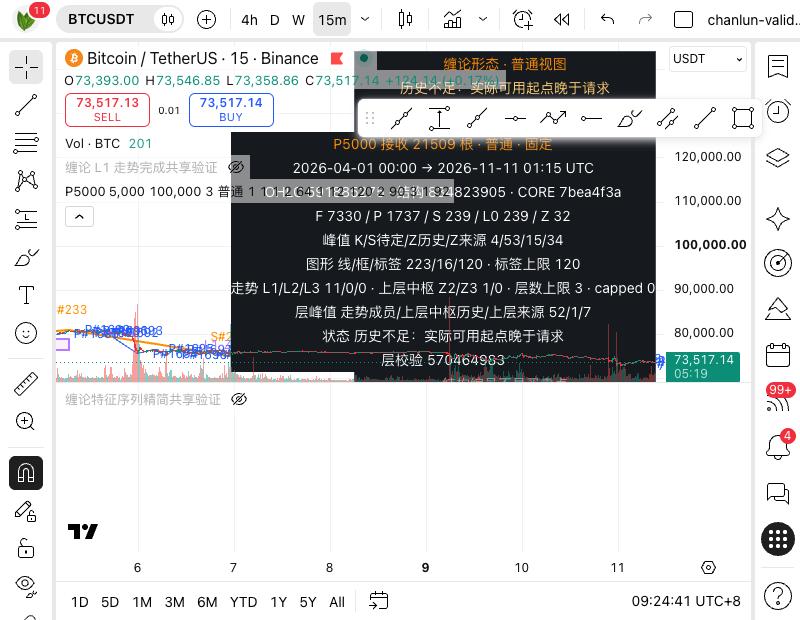 11
BTCUSDT
4h D W 15m
chanlun-valid..
Bitcoin / TetherUS · 15 · Binance
缠论形态 · 普通视图
USDT
O73,393.00 H73,546.85 L73,358.86 C73,517.14 +124.14 (+0.17%)
历史不足：实际可用起点晚于请求
73,517.13
SELL
0.01
73,517.14
BUY
Vol · BTC 201
P5000 接收 21509 根 · 普通 · 固定
120,000.00
缠论 L1 走势完成共享验证
2026-04-01 00:00 → 2026-11-11 01:15 UTC
P5000 5,000 100,000 3 普通
CORE 7bea4f3a
110,000.00
F 7330 / P 1737 / S 239 / L0 239 / Z 32
峰值 K/S待定/Z历史/Z来源 4/53/15/34
100,000.00
图形 线/框/标签 223/16/120 · 标签上限 120
走势 L1/L2/L3 11/0/0 · 上层中枢 Z2/Z3 1/0 · 层数上限 3 · capped 0
90,000.00
#233
层峰值 走势成员/上层中枢历史/上层来源 52/1/7
状态 历史不足：实际可用起点晚于请求
80,000.00
层校验 570464983
73,517.14
05:19
99+
缠论特征序列精简共享验证
4
6 7 8 9 10 11
1D 5D 1M 3M 6M YTD 1Y 5Y All
09:24:41 UTC+8